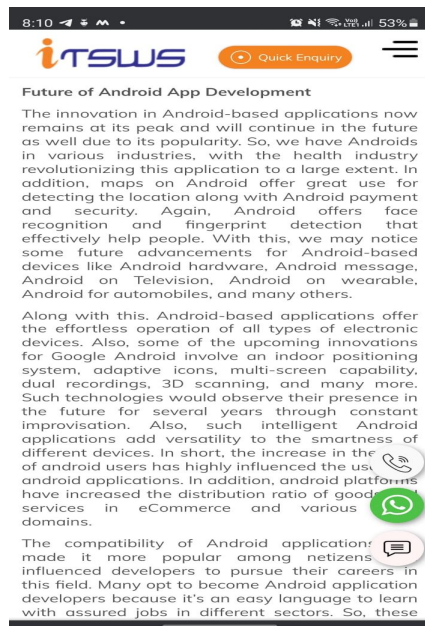 8:10
53%
iTSWS
Quick Enquiry
Future of Android App Development
The innovation in Android-based applications now
remains at its peak and will continue in the future
as well due to its popularity. So, we have Androids
in various industries, with the health industry
revolutionizing this application to a large extent. In
addition, maps on Android offer great use for
detecting the location along with Android payment
and security. Again, Android offers face
recognition and fingerprint detection that
effectively help people. With this, we may notice
some future advancements for Android-based
devices like Android hardware, Android message,
Android on Television, Android on wearable,
Android for automobiles, and many others.
Along with this. Android-based applications offer
the effortless operation of all types of electronic
devices. Also, some of the upcoming innovations
for Google Android involve an indoor positioning
system, adaptive icons, multi-screen capability,
dual recordings, 3D scanning, and many more.
Such technologies would observe their presence in
the future for several years through constant
improvisation. Also, such intelligent Android
applications add versatility to the smartness of
different devices. In short, the increase in the
of android users has highly influenced the
android applications. In addition, android platforms
have increased the distribution ratio of
services in eCommerce and various
domains.
The compatibility of Android
made it more popular among netizens
influenced developers to pursue their careers in
this field. Many opt to become Android application
developers because it's an easy language to learn
with assured jobs in different sectors. So, these